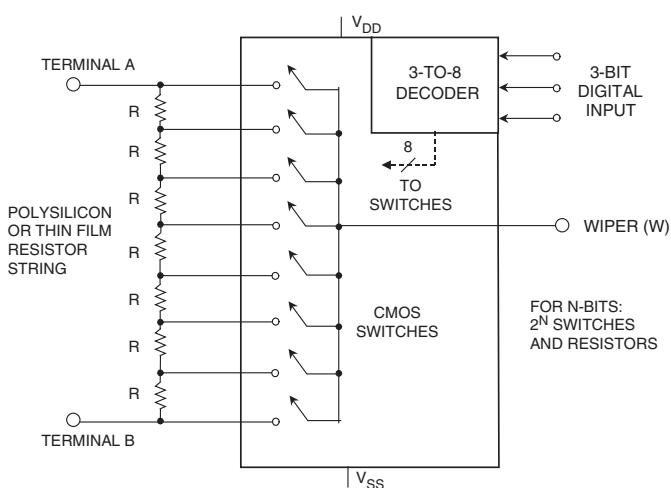 VDD
TERMINAL A
3-TO-8
DECODER
3-BIT
DIGITAL
INPUT
R
R
R
R
R
R
R
8
TO
SWITCHES
POLYSILICON
OR THIN FILM
RESISTOR
STRING
WIPER (W)
CMOS
SWITCHES
FOR N-BITS:
2^N SWITCHES
AND RESISTORS
TERMINAL B
VSS